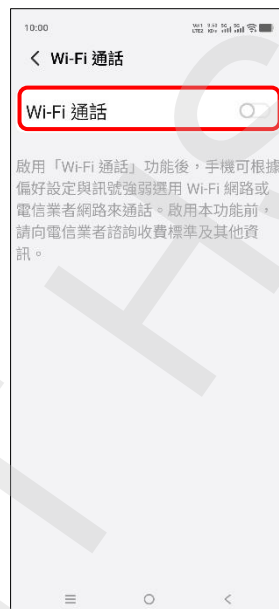 10:00
Wi-Fi 通話
Wi-Fi 通話
啟用「Wi-Fi 通話」功能後，手機可根據
偏好設定與訊號強弱選用 Wi-Fi 網路或
電信業者網路來通話。啟用本功能前，
請向電信業者諮詢收費標準及其他資
訊。